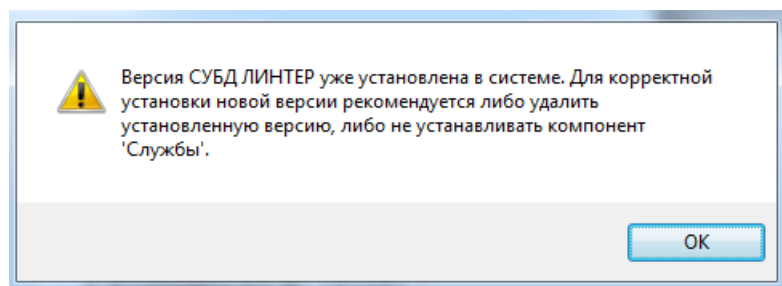 Версия СУБД ЛИНТЕР уже установлена в системе. Для корректной
установки новой версии рекомендуется либо удалить
установленную версию, либо не устанавливать компонент
'Службы'.
ОК